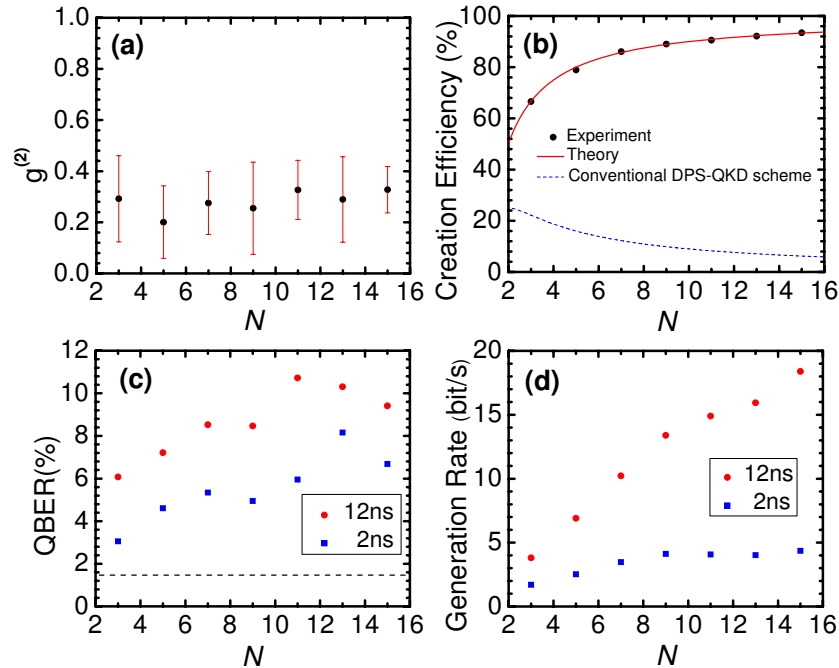 (a)
1.0
0.8
0.6
0.4
0.2
0.0
g(2)
2 4 6 8 10 12 14 16
N
(b)
100
80
60
40
20
0
Creation Efficiency (%)
Experiment
Theory
Conventional DPS-QKD scheme
2 4 6 8 10 12 14 16
N
(c)
12
10
8
6
4
2
0
QBER(%)
12ns
2ns
2 4 6 8 10 12 14 16
N
(d)
20
15
10
5
0
Generation Rate (bit/s)
12ns
2ns
2 4 6 8 10 12 14 16
N